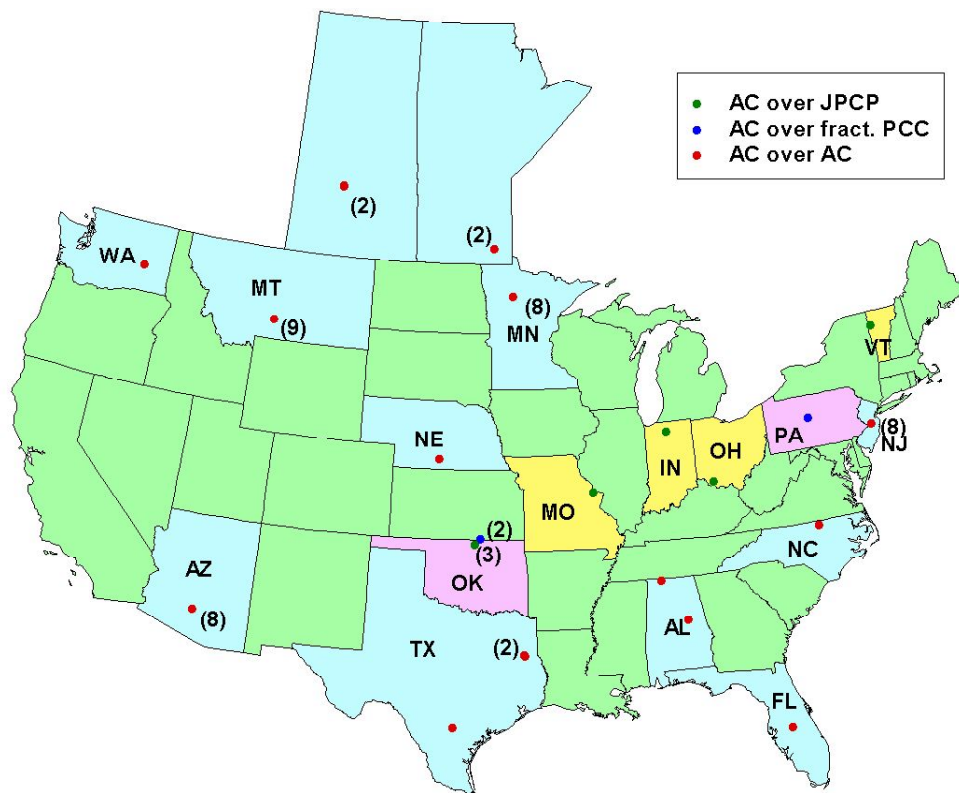 AC over JPCP
AC over fract. PCC
AC over AC
(2)
(2)
WA
MT
(9)
(8)
MN
VT
NE
PA
(8)
NJ
IN
OH
MO
(2)
(3)
OK
NC
AZ
(8)
TX
(2)
AL
FL